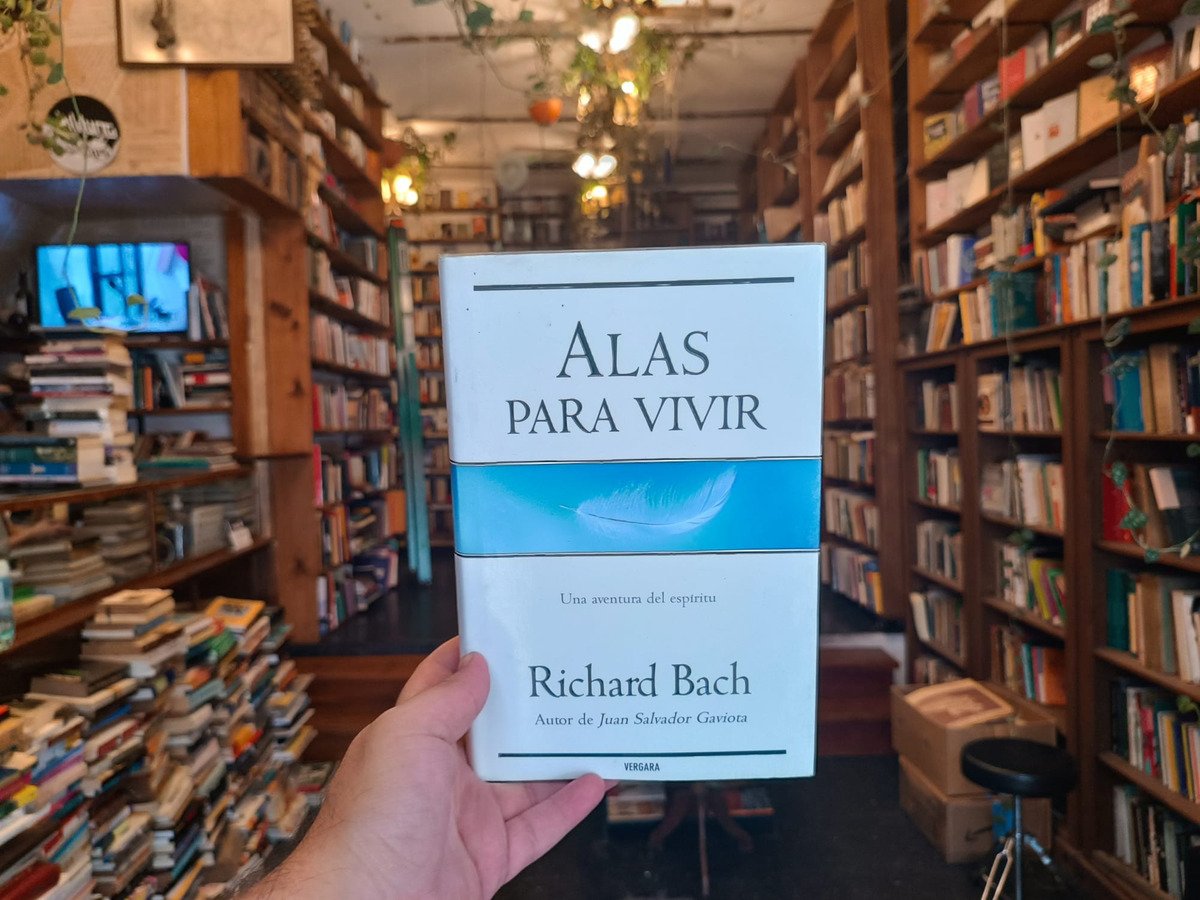 ALAS
PARA VIVIR
Una aventura del espíritu
Richard Bach
Autor de Juan Salvador Gaviota
VERGARA